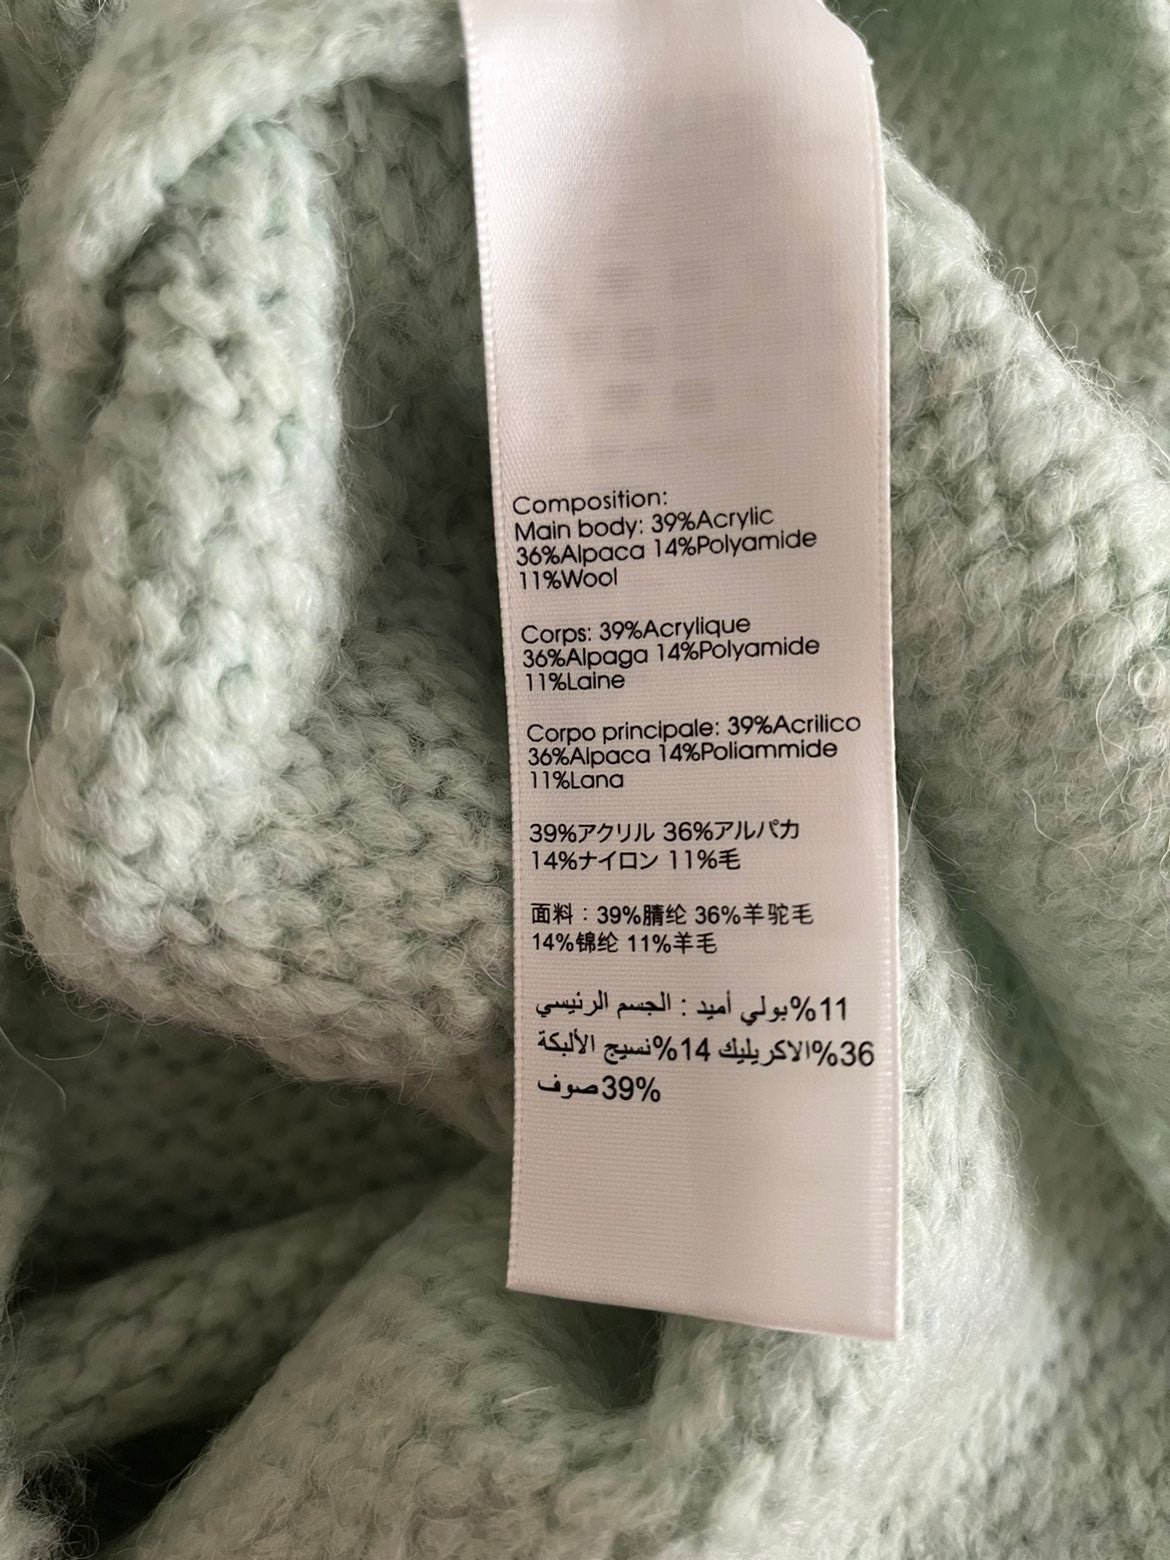 Composition:
Main body: 39%Acrylic
36%Alpaca 14%Polyamide
11%Wool
Corps: 39%Acrylique
36%Alpaga 14%Polyamide
11%Laine
Corpo principale: 39%Acrilico
36%Alpaca 14%Poliammide
11%Lana
39%アクリル 36%アルパカ
14%ナイロン 11%毛
面料：39%腈纶 36%羊驼毛
14%锦纶 11%羊毛
11%بولي أميد : الجسم الرئيسي
36%الاكريليك 14%نسيج الألبكة
39%صوف